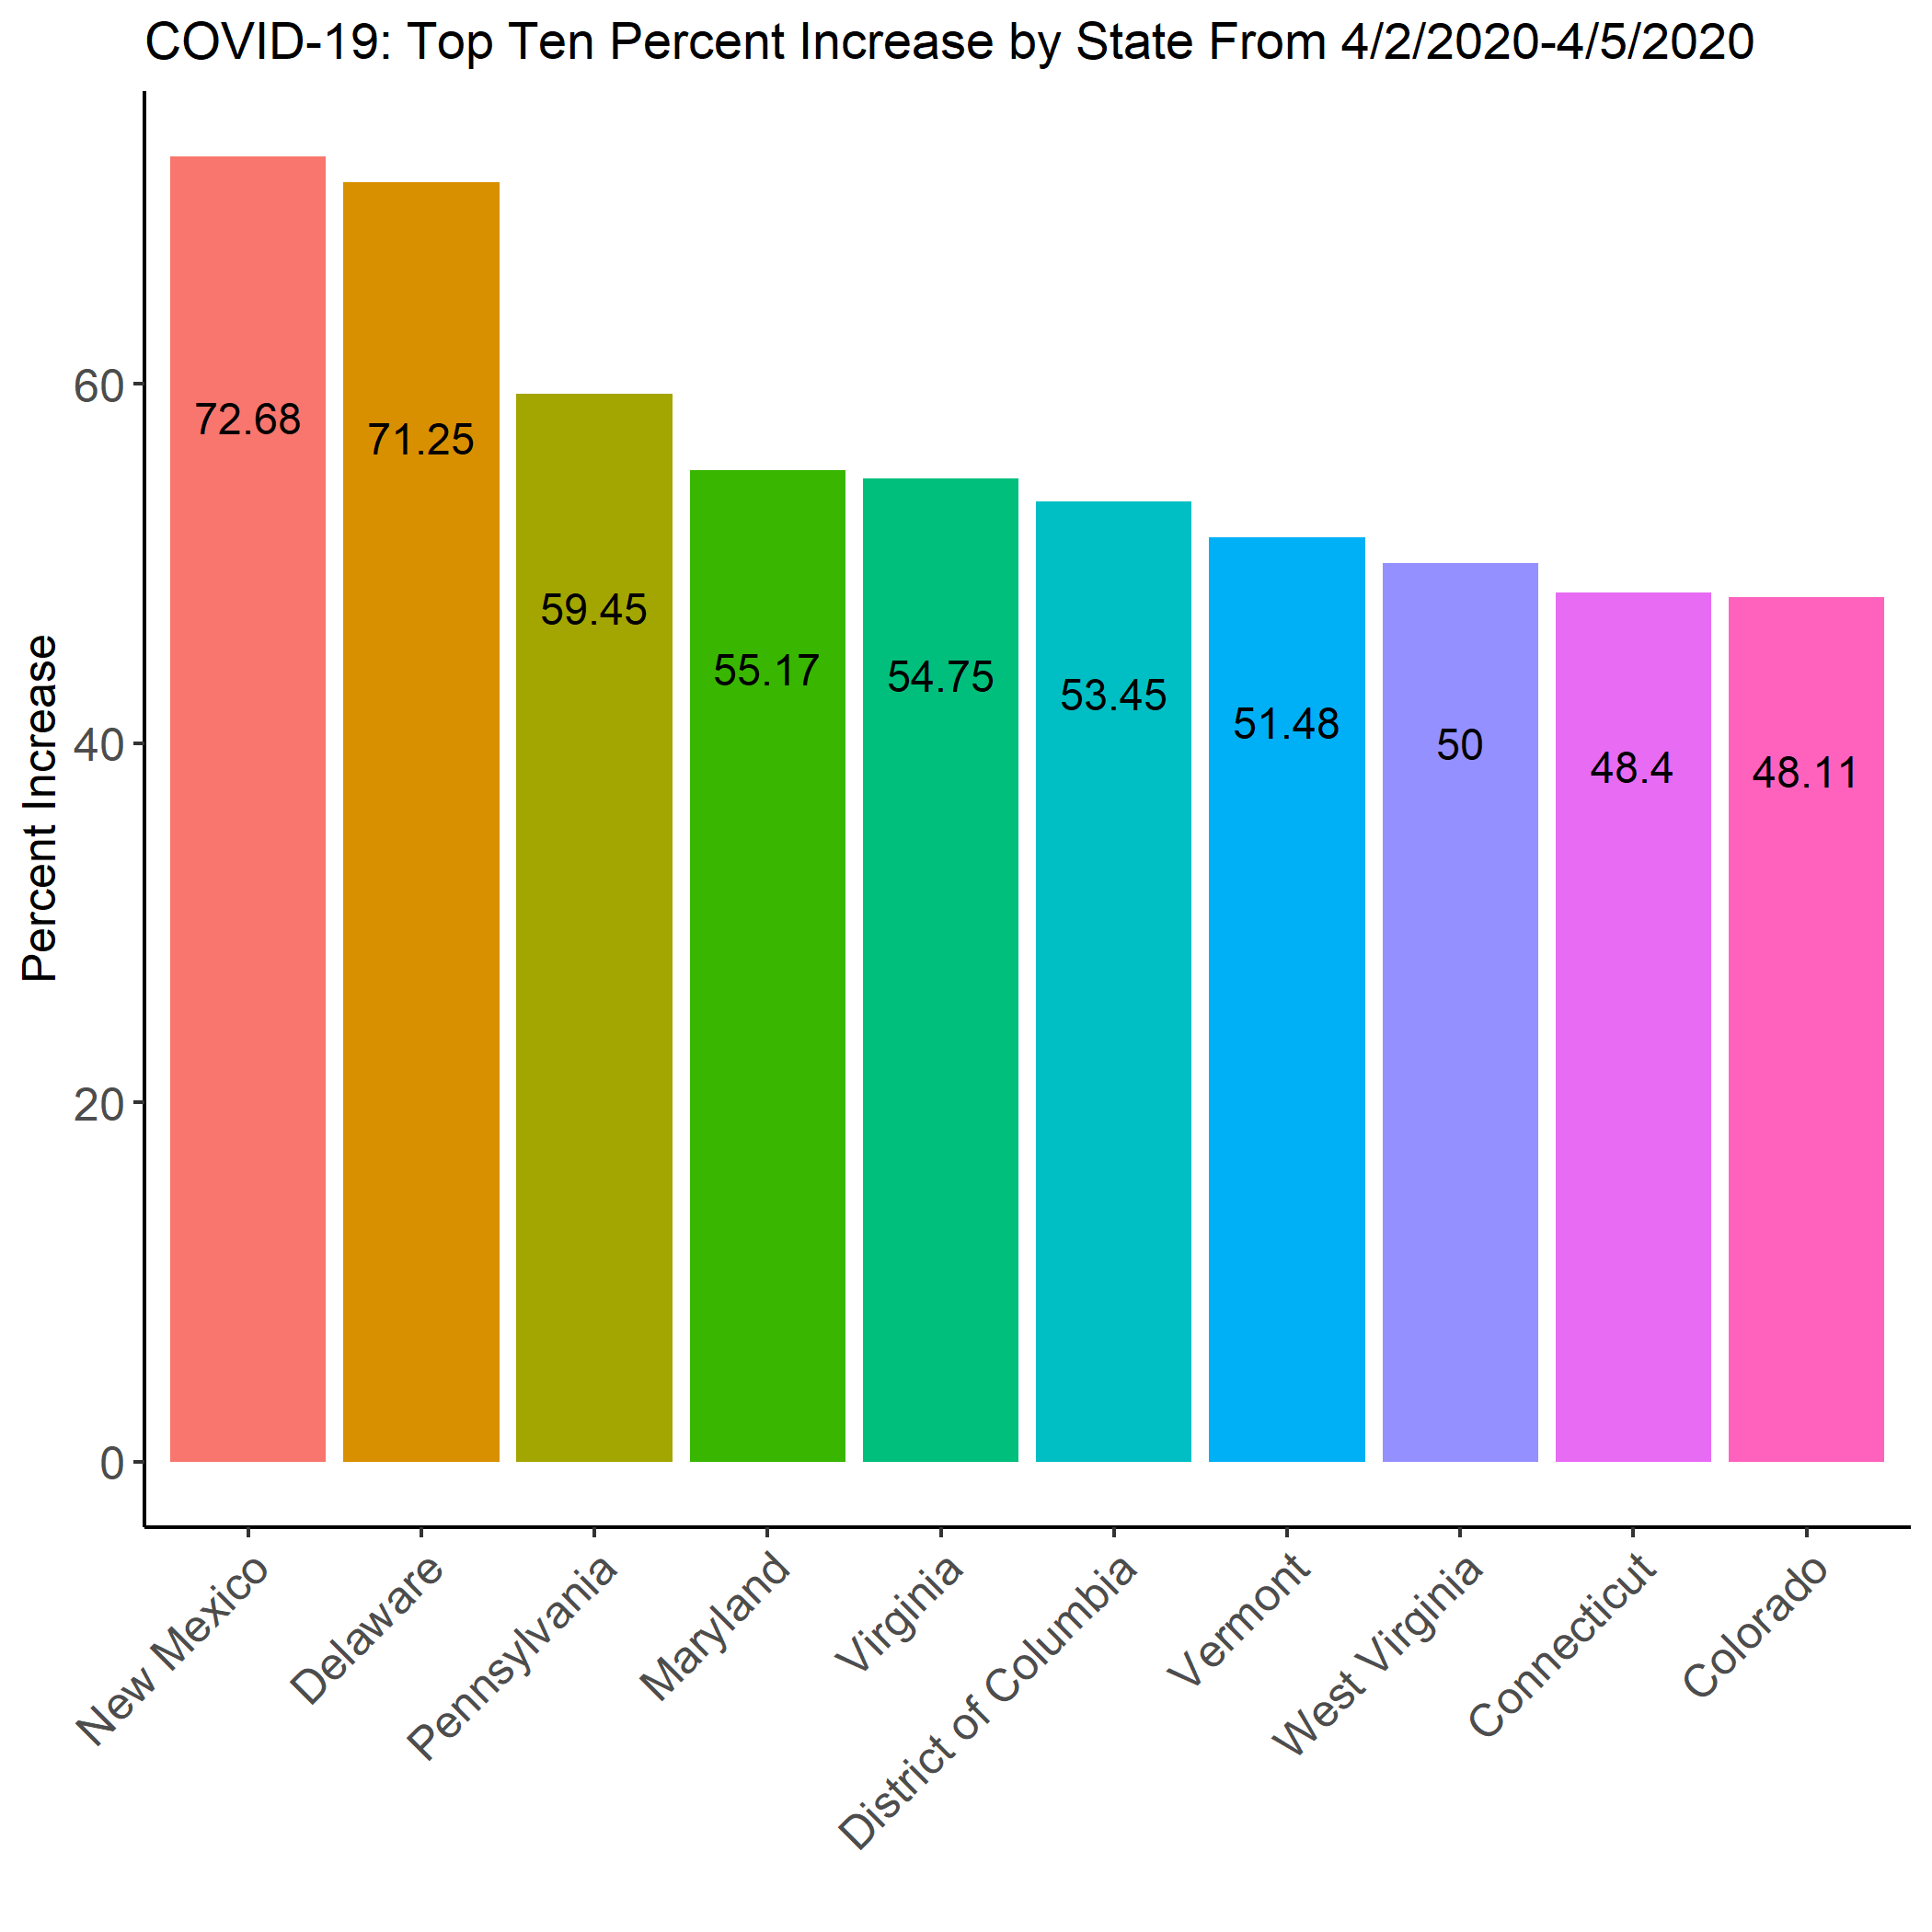 COVID-19: Top Ten Percent Increase by State From 4/2/2020-4/5/2020
Percent Increase
60
40
20
0
72.68
71.25
59.45
55.17
54.75
53.45
51.48
50
48.4
48.11
New Mexico
Delaware
Pennsylvania
Maryland
Virginia
District of Columbia
Vermont
West Virginia
Connecticut
Colorado